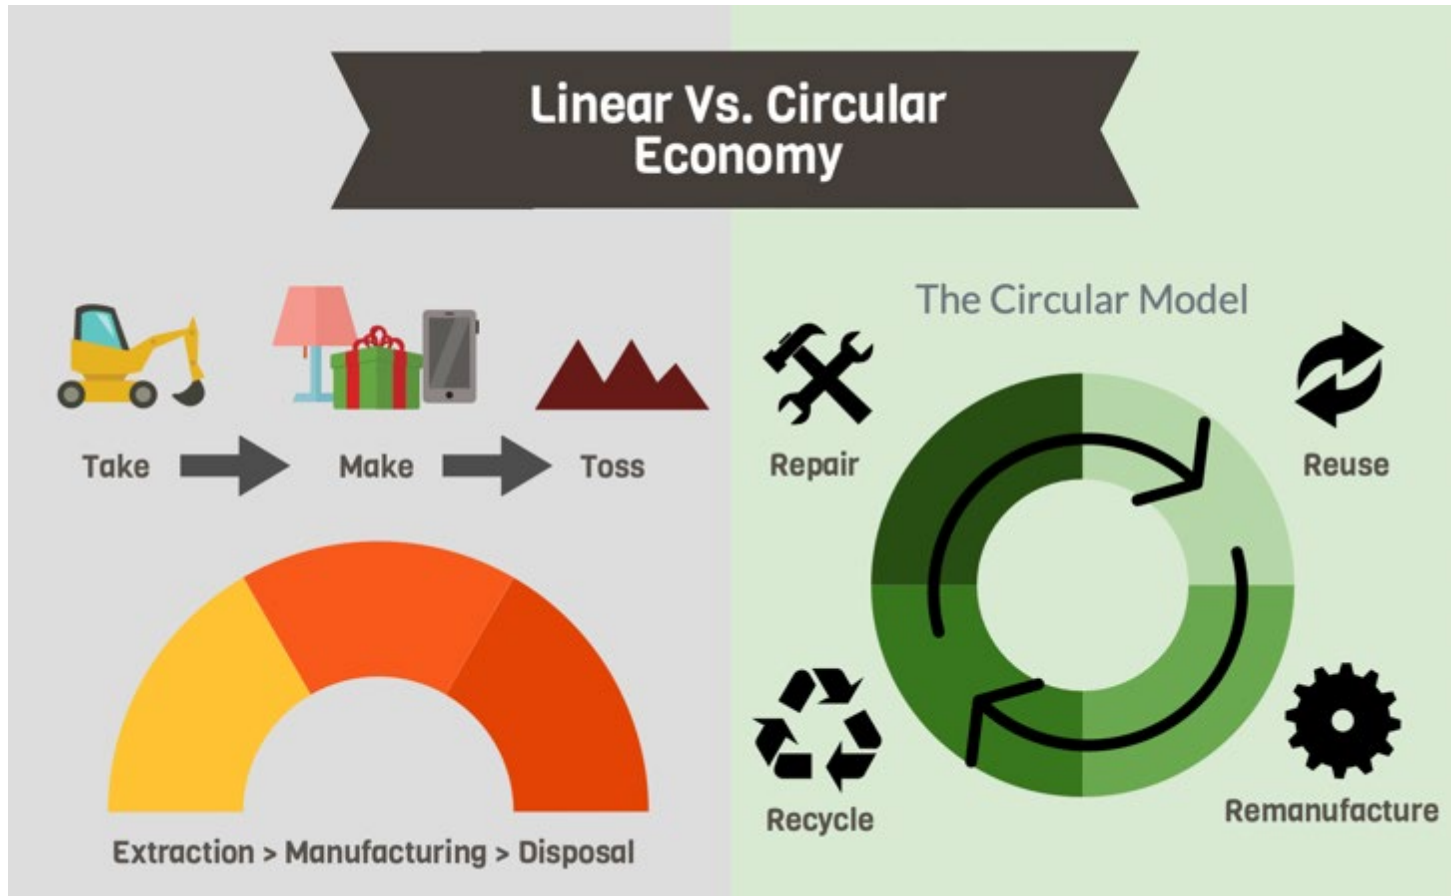 Linear Vs. Circular
Economy
Take
Make
Toss
Extraction > Manufacturing > Disposal
The Circular Model
Repair
Reuse
Recycle
Remanufacture